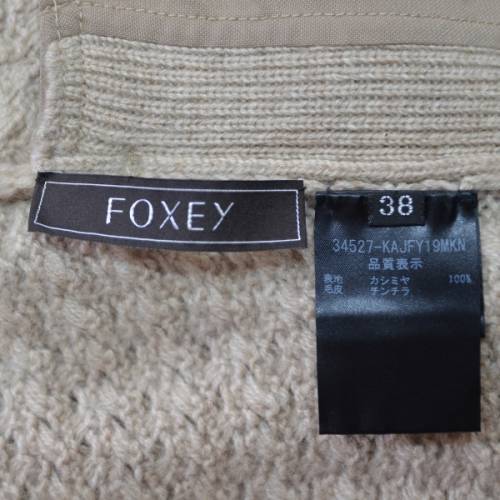 FOXEY
38
34527-KAJFY19MKN
品質表示
表地 カシミヤ 100%
毛皮 チンチラ